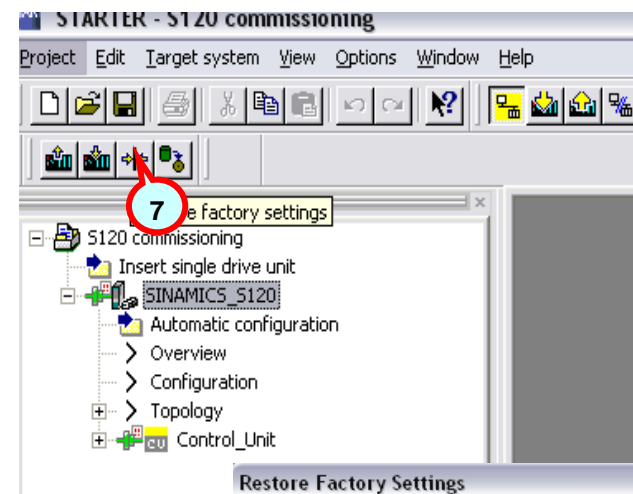 STARTER - S120 commissioning
Project Edit Target system View Options Window Help
7 e factory settings
S120 commissioning
Insert single drive unit
SINAMICS_S120
Automatic configuration
Overview
Configuration
Topology
CU Control_Unit
Restore Factory Settings